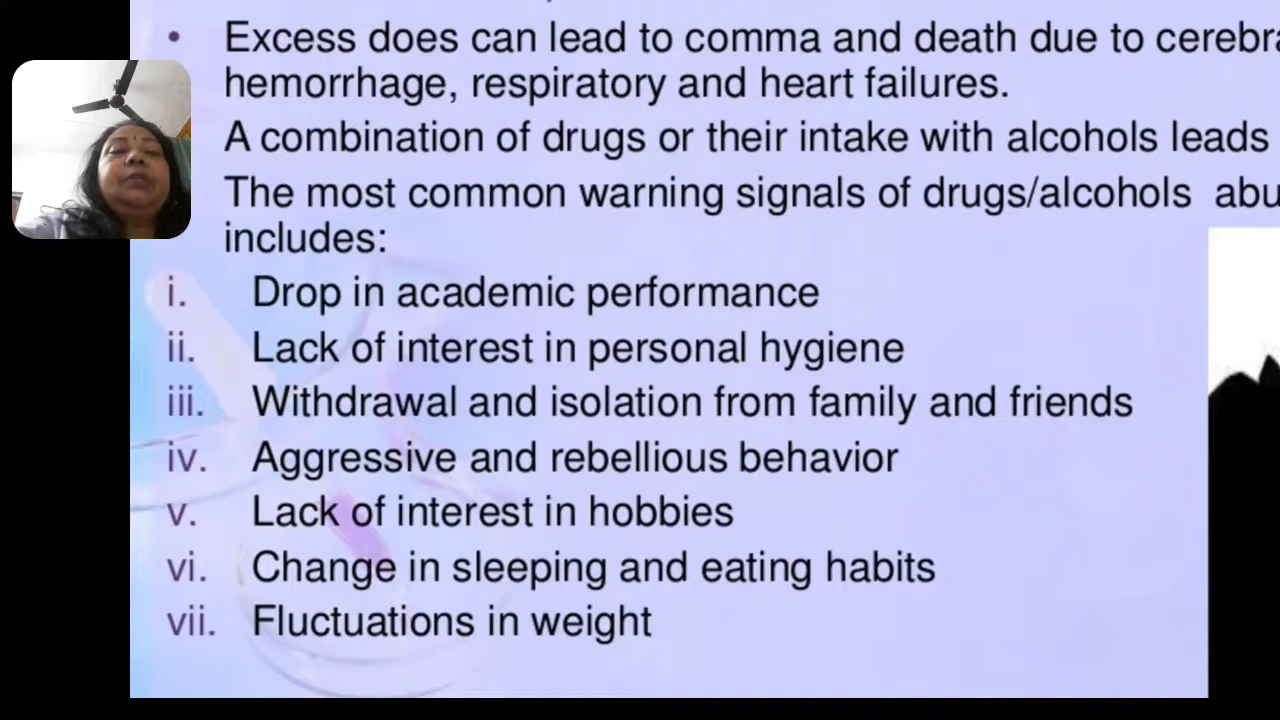 • Excess does can lead to comma and death due to
hemorrhage, respiratory and heart failures.
A combination of drugs or their intake with alcohols leads
The most common warning signals of drugs/alcohols
includes:
i. Drop in academic performance
ii. Lack of interest in personal hygiene
iii. Withdrawal and isolation from family and friends
iv. Aggressive and rebellious behavior
v. Lack of interest in hobbies
vi. Change in sleeping and eating habits
vii. Fluctuations in weight